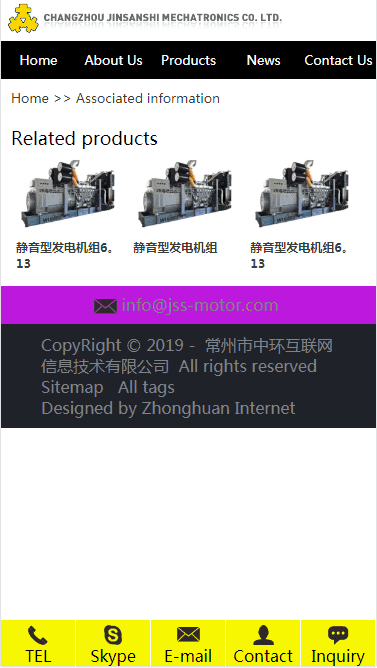 CHANGZHOU JINSANSHI MECHATRONICS CO. LTD.
Home About Us Products News Contact Us
Home >> Associated information
Related products
静音型发电机组6。13
静音型发电机组
静音型发电机组6。13
info@jss-motor.com
CopyRight © 2019 - 常州市中环互联网
信息技术有限公司 All rights reserved
Sitemap All tags
Designed by Zhonghuan Internet
TEL Skype E-mail Contact Inquiry